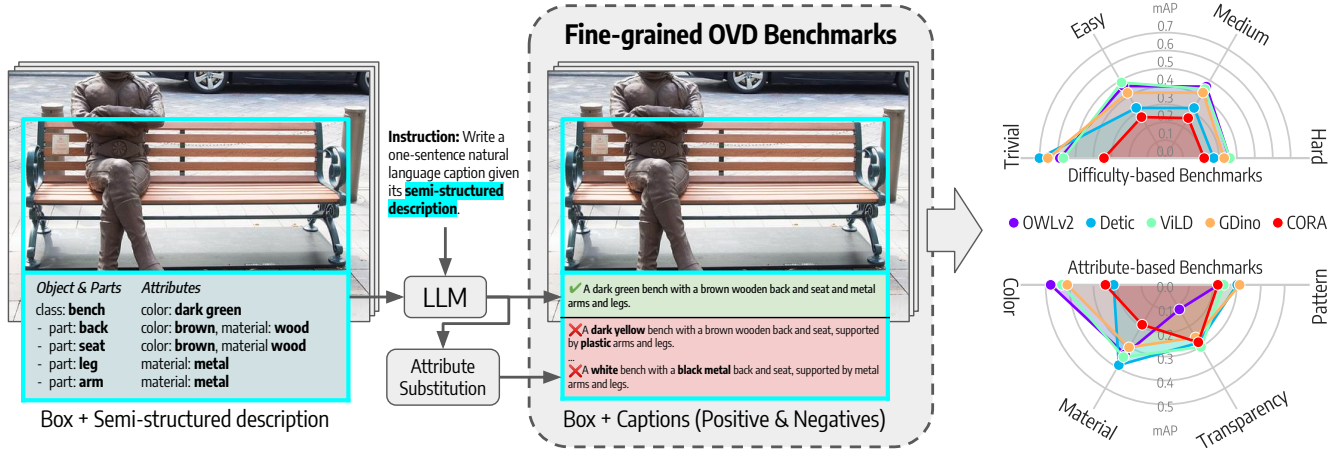 Object & Parts Attributes
class: bench color: dark green
- part: back color: brown, material: wood
- part: seat color: brown, material wood
- part: leg material: metal
- part: arm material: metal
Box + Semi-structured description
Instruction: Write a
one-sentence natural
language caption given
its semi-structured
description.
LLM
Attribute
Substitution
Fine-grained OVD Benchmarks
✓A dark green bench with a brown wooden back and seat and metal
arms and legs.
❌A dark yellow bench with a brown wooden back and seat, supported
by plastic arms and legs.
...
❌A white bench with a black metal back and seat, supported by metal
arms and legs.
Box + Captions (Positive & Negatives)
mAP
0.7
0.6
0.5
0.4
0.3
0.2
0.1
0.0
Easy
Medium
Trivial
Hard
Difficulty-based Benchmarks
OWLv2 Detic ViLD GDino CORA
Attribute-based Benchmarks
Color
Pattern
0.0
0.1
0.2
0.3
0.4
0.5
mAP
Material
Transparency